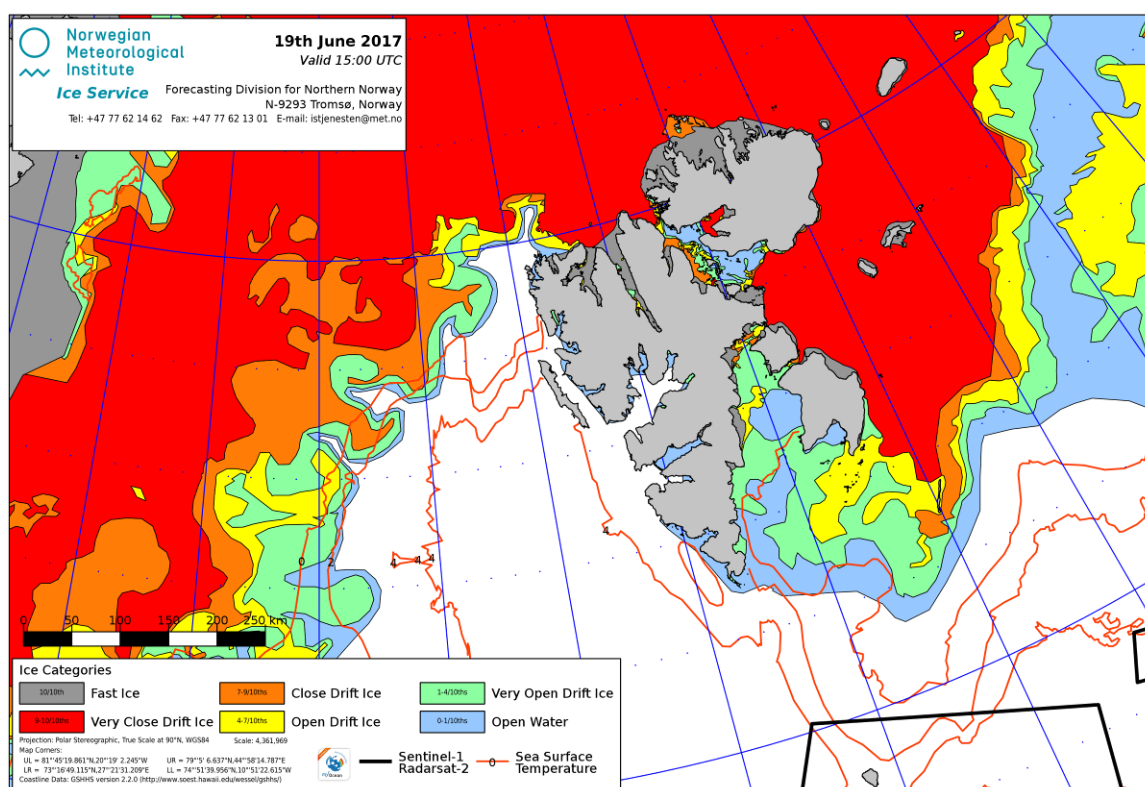 Norwegian
Meteorological
Institute
Ice Service
19th June 2017
Valid 15:00 UTC
Forecasting Division for Northern Norway
N-9293 Tromsø, Norway
Tel: +47 77 62 14 62 Fax: +47 77 62 13 01 E-mail: istjenesten@met.no
4
0
2
4
4
4
0 50 100 150 200 250 km
Ice Categories
10/10th Fast Ice
7-9/10ths Close Drift Ice
1-4/10ths Very Open Drift Ice
9-10/10ths Very Close Drift Ice
4-7/10ths Open Drift Ice
0-1/10ths Open Water
Projection: Polar Stereographic, True Scale at 90°N, WGS84 Scale: 4,361,969
Map Corners:
UL = 81°45'19.861"N,20°19' 2.245"W UR = 79°5' 6.637"N,44°58'14.787"E
LR = 73°16'49.115"N,27°21'31.209"E LL = 74°51'39.956"N,10°51'22.615"W
Coastline Data: GSHHS version 2.2.0 (http://www.soest.hawaii.edu/wessel/gshhs/)
Sentinel-1
Radarsat-2
0
Sea Surface
Temperature